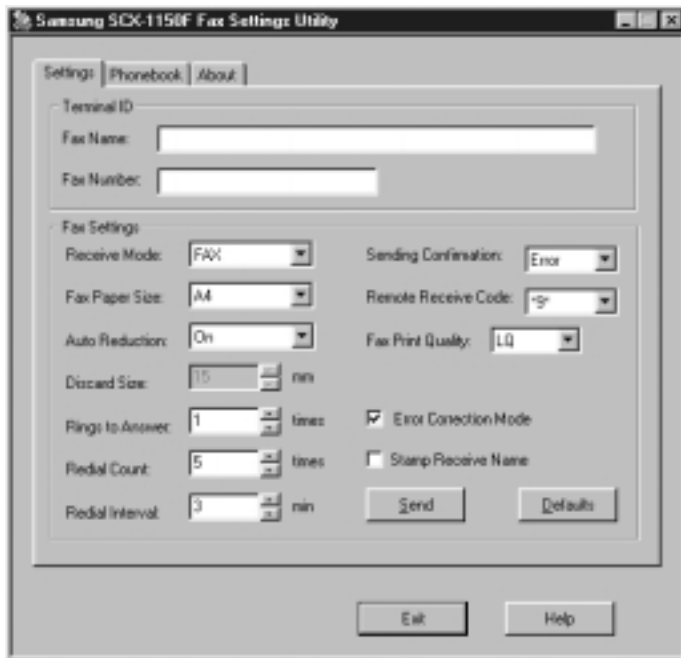 Samsung SCX-1150F Fax Settings Utility
Settings Phonebook About
Terminal ID
Fax Name:
Fax Number:
Fax Settings
Receive Mode: FAX Sending Confirmation: Error
Fax Paper Size: A4 Remote Receive Code: *9*
Auto Reduction: On Fax Print Quality: LQ
Discard Size: 15 mm
Rings to Answer: 1 times Error Correction Mode
Redial Count: 5 times Stamp Receive Name
Redial Interval: 3 min Send Defaults
Exit Help